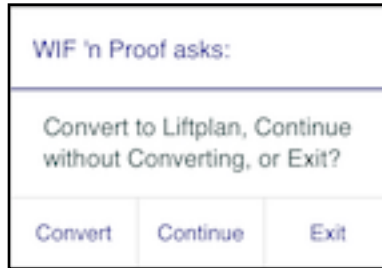 WIF 'n Proof asks:
Convert to Liftplan, Continue
without Converting, or Exit?
Convert Continue Exit